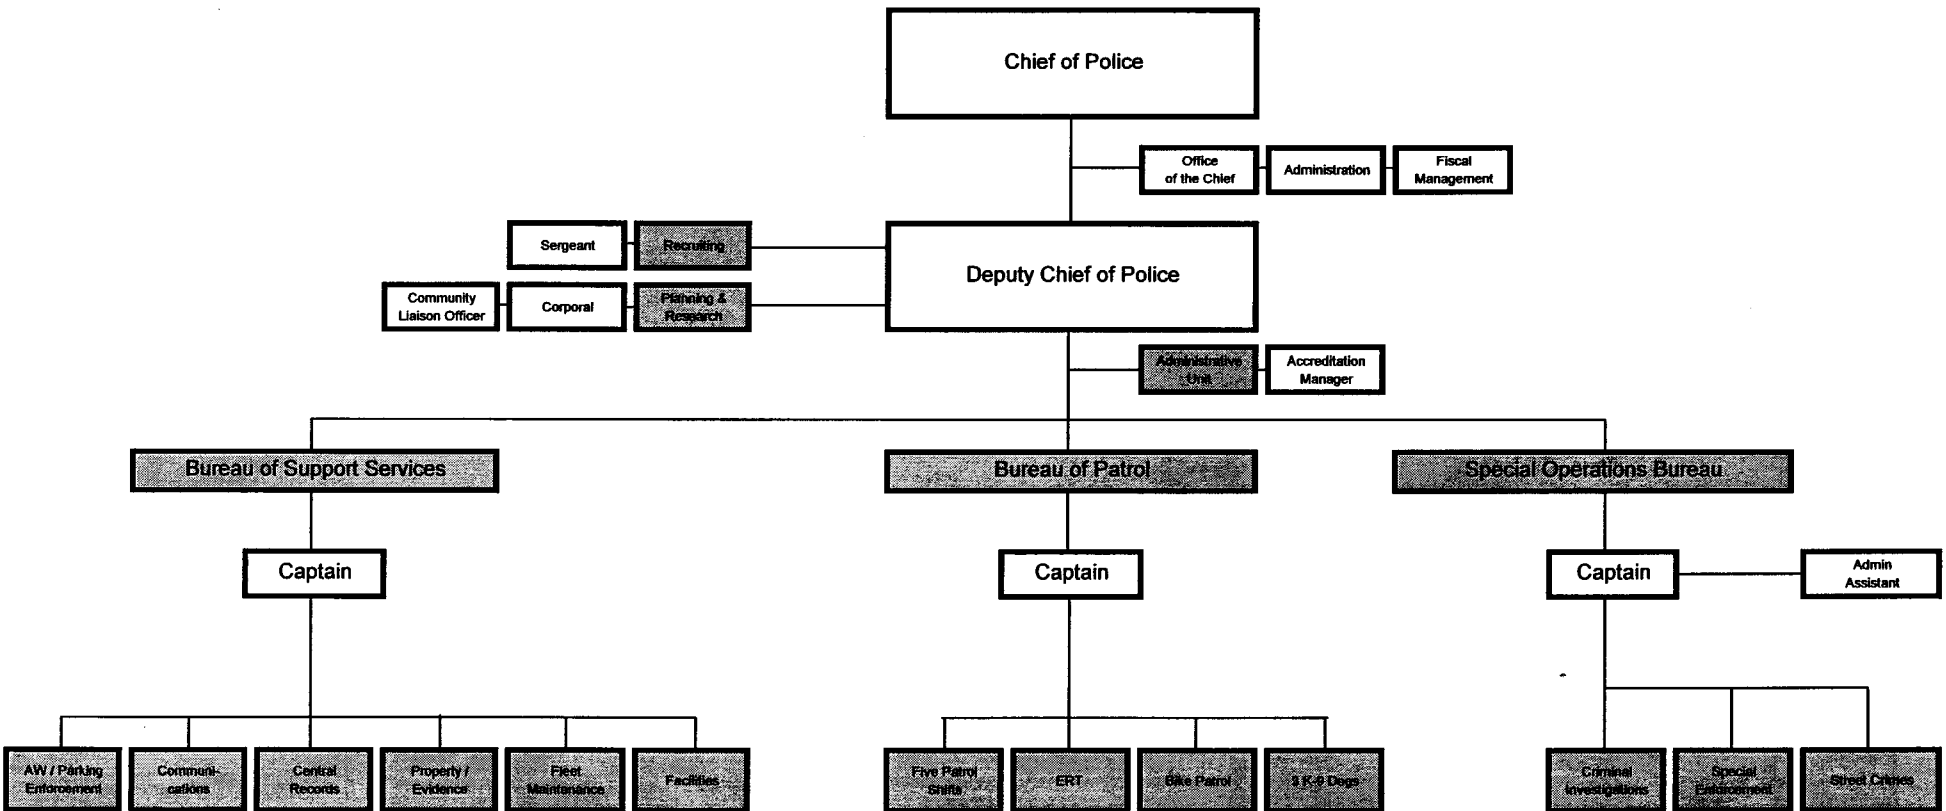 Chief of Police
Office
of the Chief
Administration
Fiscal
Management
Sergeant
Recruiting
Deputy Chief of Police
Community
Liaison Officer
Corporal
Planning &
Research
Administrative
Unit
Accreditation
Manager
Bureau of Support Services
Bureau of Patrol
Special Operations Bureau
Captain
Captain
Captain
Admin
Assistant
AW / Parking
Enforcement
Communi-
cations
Central
Records
Property /
Evidence
Fleet
Maintenance
Facilities
Five Patrol
Shifts
ERT
Bike Patrol
3 K-9 Dogs
Criminal
Investigations
Special
Enforcement
Street Crimes